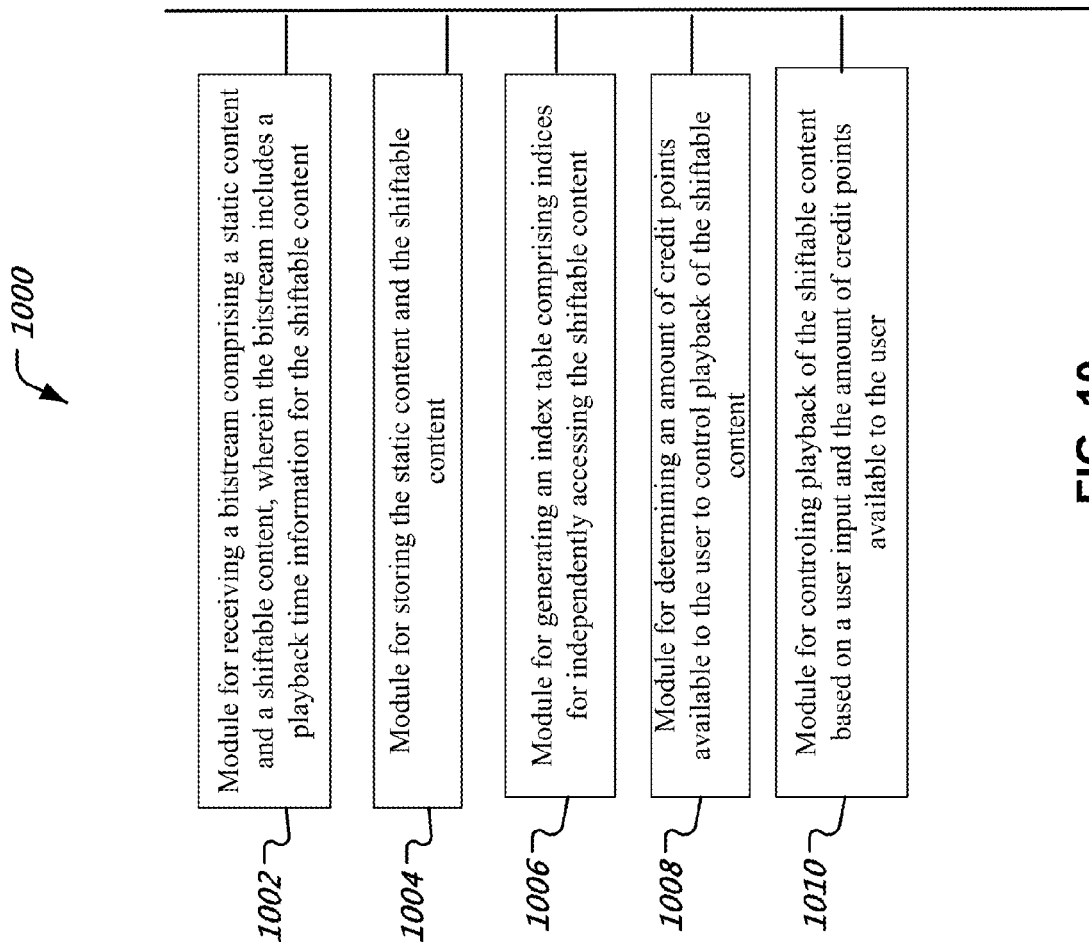 1000
1002
Module for receiving a bitstream comprising a static content
and a shiftable content, wherein the bitstream includes a
playback time information for the shiftable content
1004
Module for storing the static content and the shiftable
content
1006
Module for generating an index table comprising indices
for independently accessing the shiftable content
1008
Module for determining an amount of credit points
available to the user to control playback of the shiftable
content
1010
Module for controling playback of the shiftable content
based on a user input and the amount of credit points
available to the user
FIG. 10